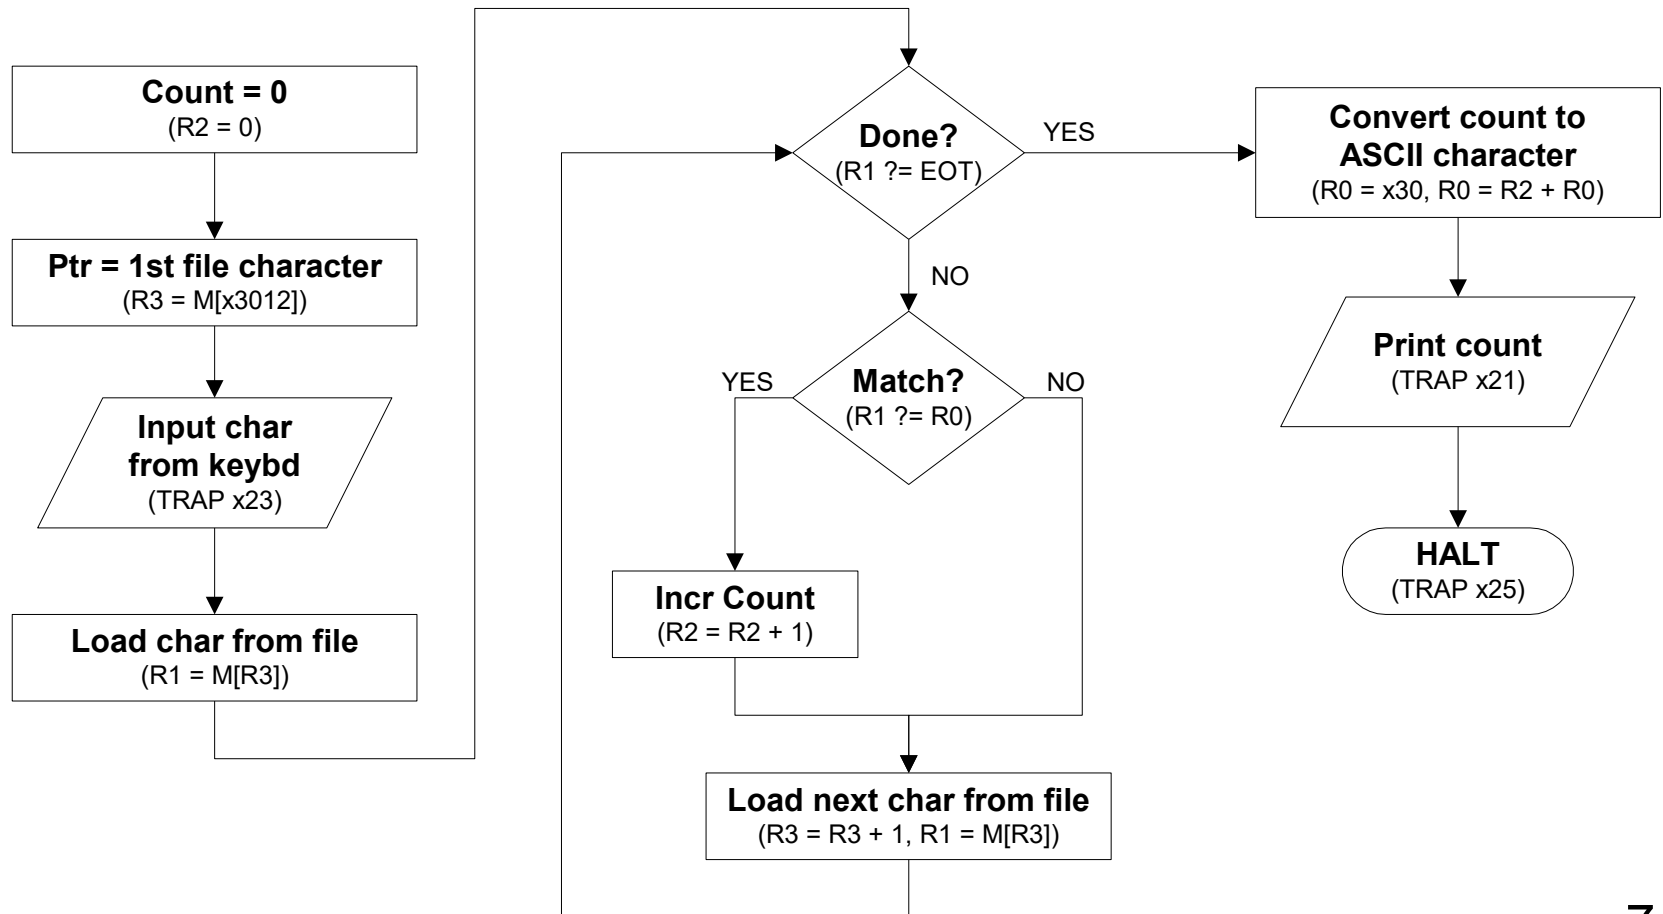 Count = 0
(R2 = 0)
Ptr = 1st file character
(R3 = M[x3012])
Input char
from keybd
(TRAP x23)
Load char from file
(R1 = M[R3])
Done?
(R1 ?= EOT)
YES
NO
Match?
(R1 ?= R0)
YES
NO
Incr Count
(R2 = R2 + 1)
Load next char from file
(R3 = R3 + 1, R1 = M[R3])
Convert count to
ASCII character
(R0 = x30, R0 = R2 + R0)
Print count
(TRAP x21)
HALT
(TRAP x25)